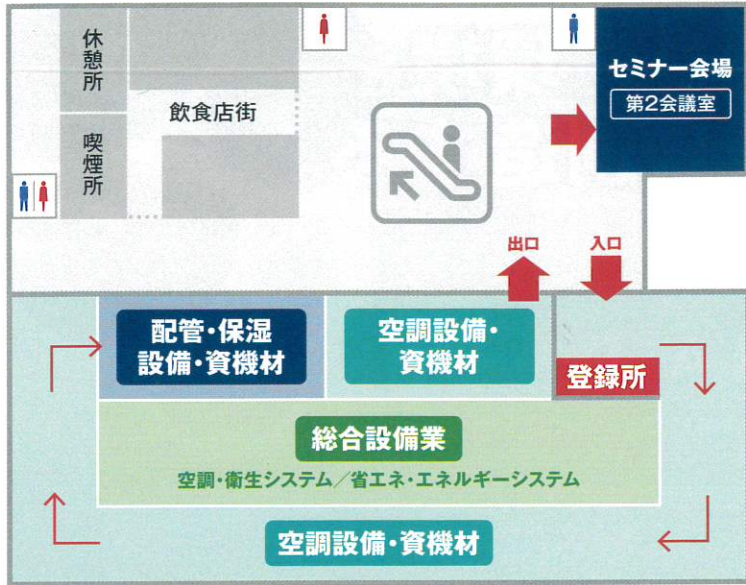 休憩所
喫煙所
飲食店街
セミナー会場
第2会議室
出口
入口
配管・保湿
設備・資機材
空調設備・
資機材
登録所
総合設備業
空調・衛生システム／省エネ・エネルギーシステム
空調設備・資機材